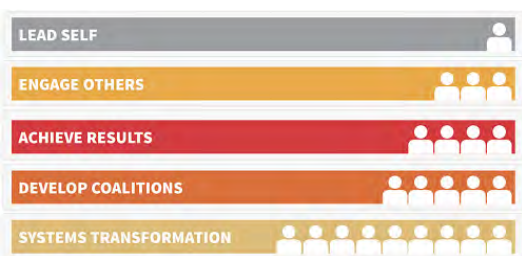 LEAD SELF
ENGAGE OTHERS
ACHIEVE RESULTS
DEVELOP COALITIONS
SYSTEMS TRANSFORMATION